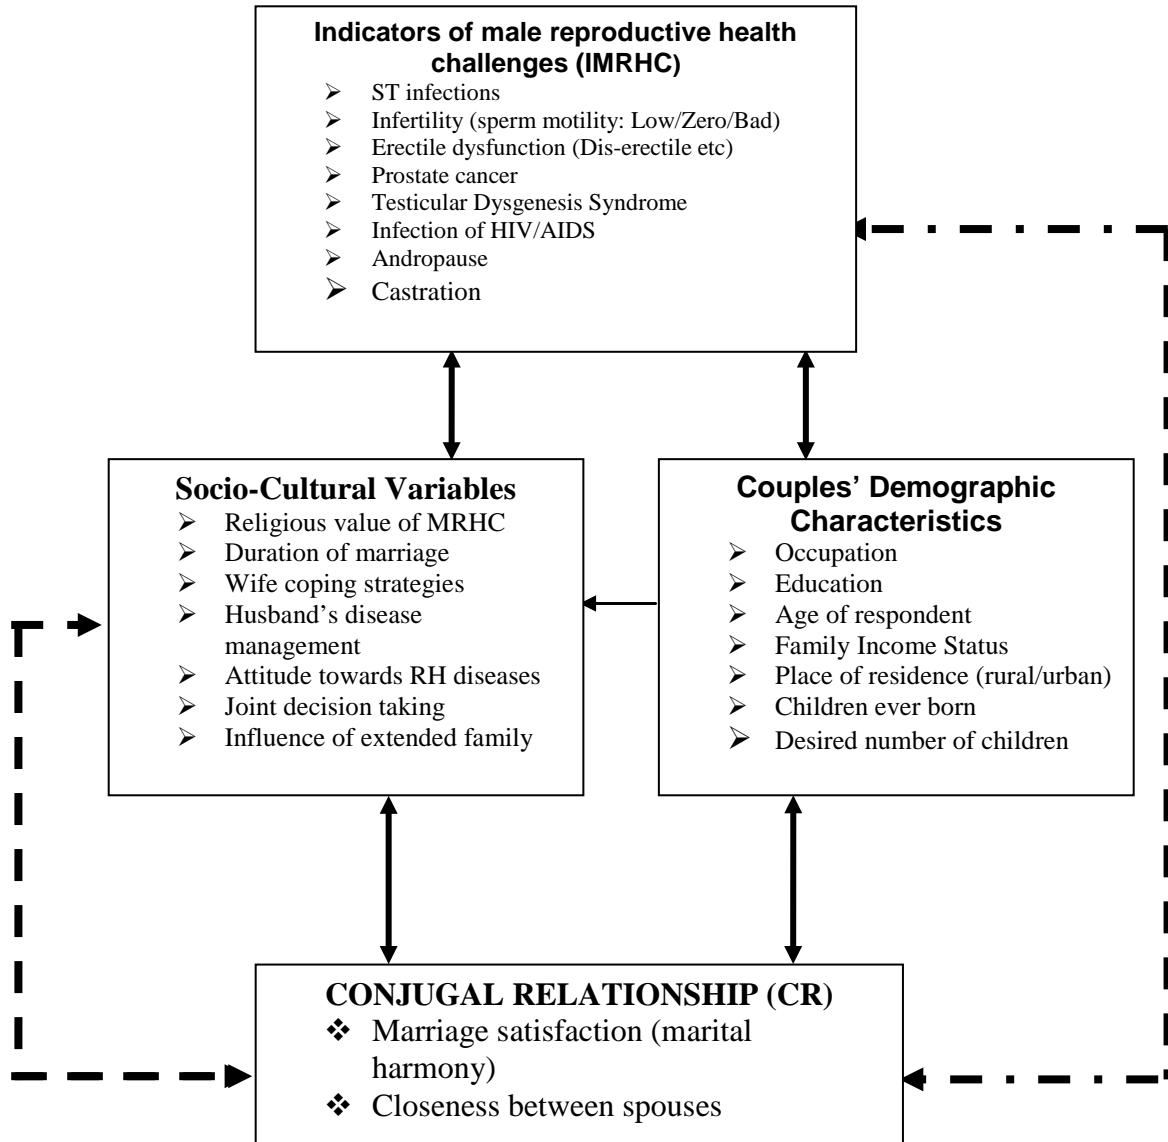 Indicators of male reproductive health
challenges (IMRHC)
➢ ST infections
➢ Infertility (sperm motility: Low/Zero/Bad)
➢ Erectile dysfunction (Dis-erectile etc)
➢ Prostate cancer
➢ Testicular Dysgenesis Syndrome
➢ Infection of HIV/AIDS
➢ Andropause
➢ Castration
Socio-Cultural Variables
➢ Religious value of MRHC
➢ Duration of marriage
➢ Wife coping strategies
➢ Husband’s disease
management
➢ Attitude towards RH diseases
➢ Joint decision taking
➢ Influence of extended family
Couples’ Demographic
Characteristics
➢ Occupation
➢ Education
➢ Age of respondent
➢ Family Income Status
➢ Place of residence (rural/urban)
➢ Children ever born
➢ Desired number of children
CONJUGAL RELATIONSHIP (CR)
❖ Marriage satisfaction (marital
harmony)
❖ Closeness between spouses